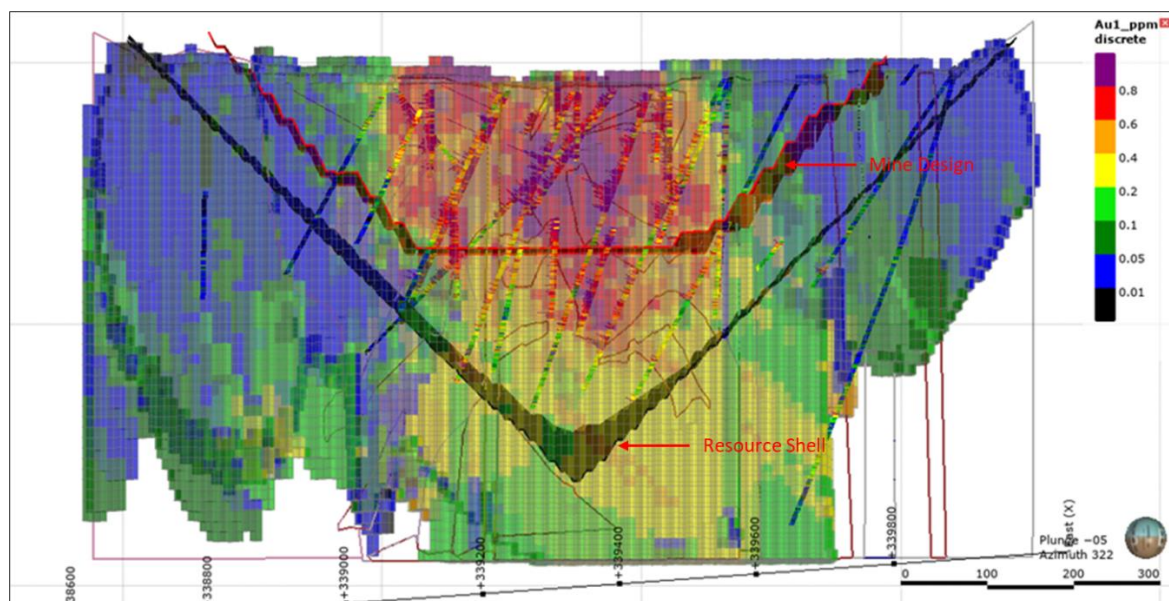 Au1_ppm
discrete
0.8
0.6
0.4
0.2
0.1
0.05
0.01
Mine Design
Resource Shell
38600
338800
+339000
+339200
+339400
+339600
+339800
East (X)
Plunge −05
Azimuth 322
0 100 200 300